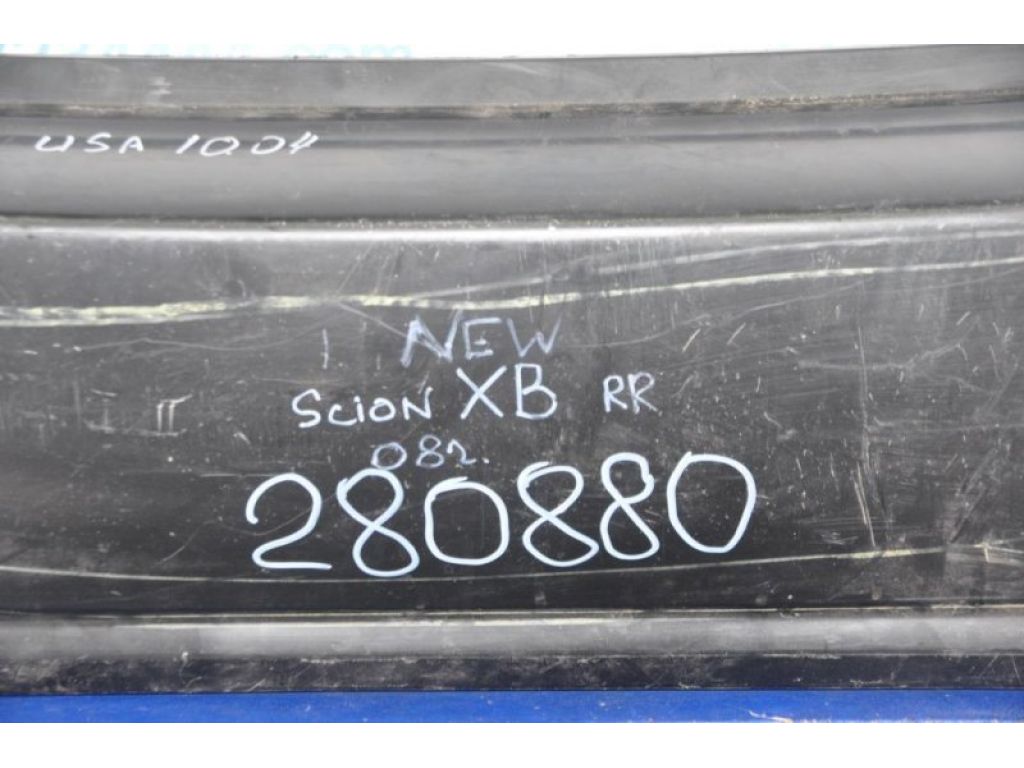 USA 1004
NEW
SCION XB RR
082.
280880